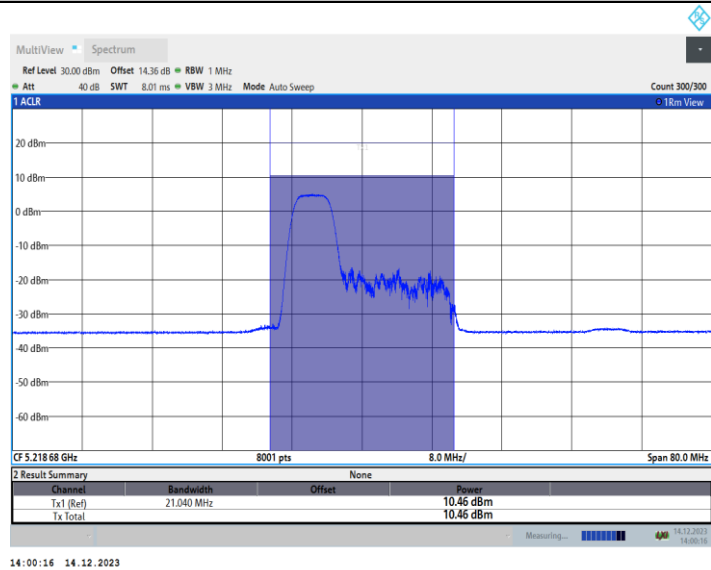 MultiView Spectrum
Ref Level 30.00 dBm Offset 14.36 dB RBW 1 MHz
Att 40 dB SWT 8.01 ms VBW 3 MHz Mode Auto Sweep Count 300/300
1 ACLR 1Rm View
20 dBm
10 dBm
0 dBm
-10 dBm
-20 dBm
-30 dBm
-40 dBm
-50 dBm
-60 dBm
CF 5.218 68 GHz 8001 pts 8.0 MHz/ Span 80.0 MHz
2 Result Summary None
Channel Bandwidth Offset Power
Tx1 (Ref) 21.040 MHz 10.46 dBm
Tx Total 10.46 dBm
Measuring... 14.12.2023
14:00:16
14:00:16 14.12.2023